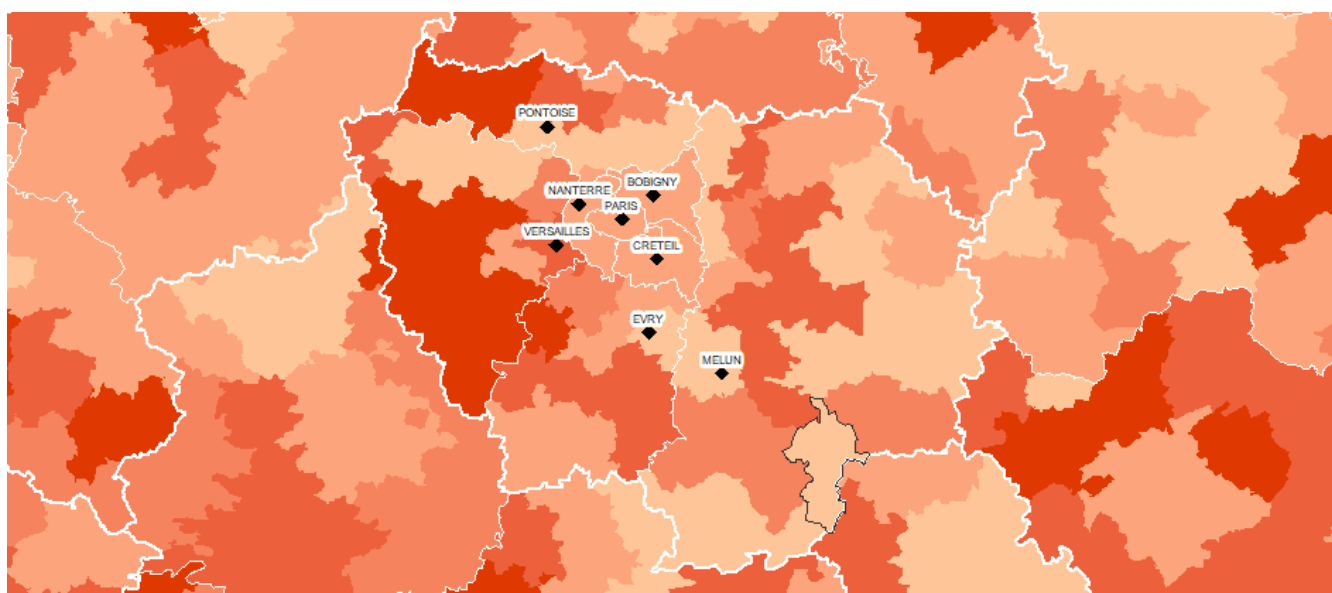 PONTOISE
BOBIGNY
NANTERRE
PARIS
VERSAILLES
CRETEIL
EVRY
MELUN